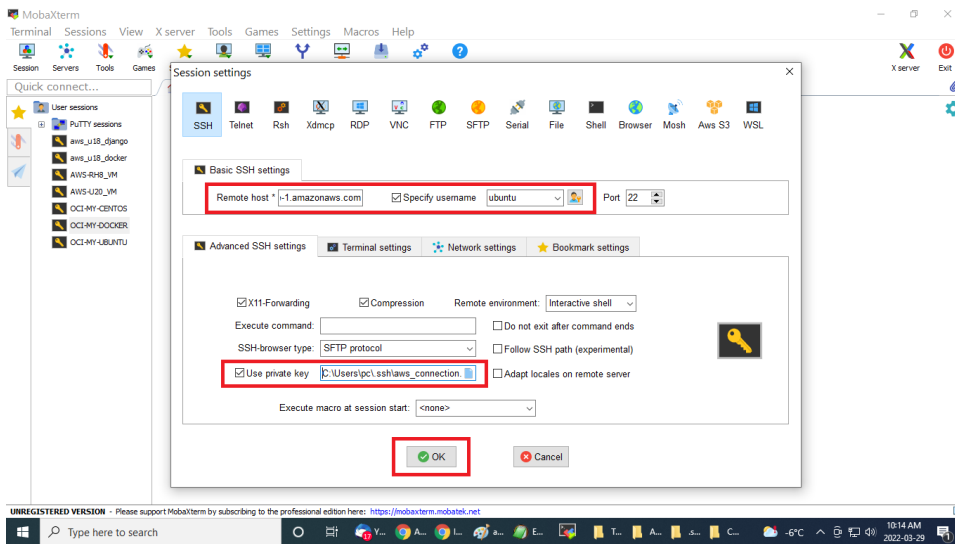 MobaXterm
Terminal Sessions View X server Tools Games Settings Macros Help
Session Servers Tools Games X server Exit
Quick connect...
User sessions
PuTTY sessions
aws_u18_django
aws_u18_docker
AWS-RH8_VM
AWS-U20_VM
OCI-MY-CENTOS
OCI-MY-DOCKER
OCI-MY-UBUNTU
Session settings
SSH Telnet Rsh Xdmcp RDP VNC FTP SFTP Serial File Shell Browser Mosh Aws S3 WSL
Basic SSH settings
Remote host * -1.amazonaws.com Specify username ubuntu Port 22
Advanced SSH settings Terminal settings Network settings Bookmark settings
X11-Forwarding Compression Remote environment: Interactive shell
Execute command: Do not exit after command ends
SSH-browser type: SFTP protocol Follow SSH path (experimental)
Use private key C:\Users\pc\.ssh\aws_connection. Adapt locales on remote server
Execute macro at session start: <none>
OK Cancel
UNREGISTERED VERSION - Please support MobaXterm by subscribing to the professional edition here: https://mobaxterm.mobatek.net
Type here to search Y... A... L... a... E... T... A... .s... C... -6°C 10:14 AM
2022-03-29